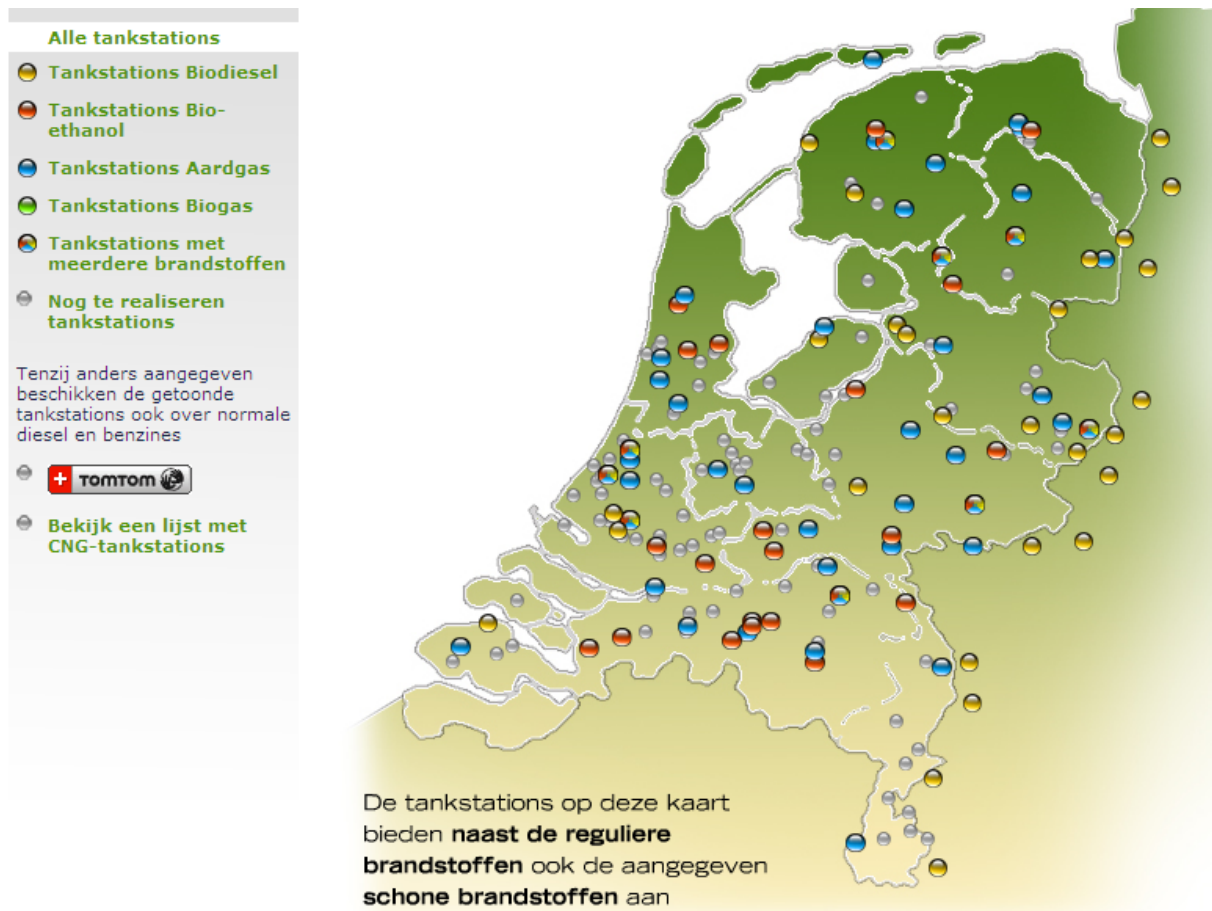 Alle tankstations
Tankstations Biodiesel
Tankstations Bio-
ethanol
Tankstations Aardgas
Tankstations Biogas
Tankstations met
meerdere brandstoffen
Nog te realiseren
tankstations
Tenzij anders aangegeven
beschikken de getoonde
tankstations ook over normale
diesel en benzines
TOMTOM
Bekijk een lijst met
CNG-tankstations
De tankstations op deze kaart
bieden naast de reguliere
brandstoffen ook de aangegeven
schone brandstoffen aan